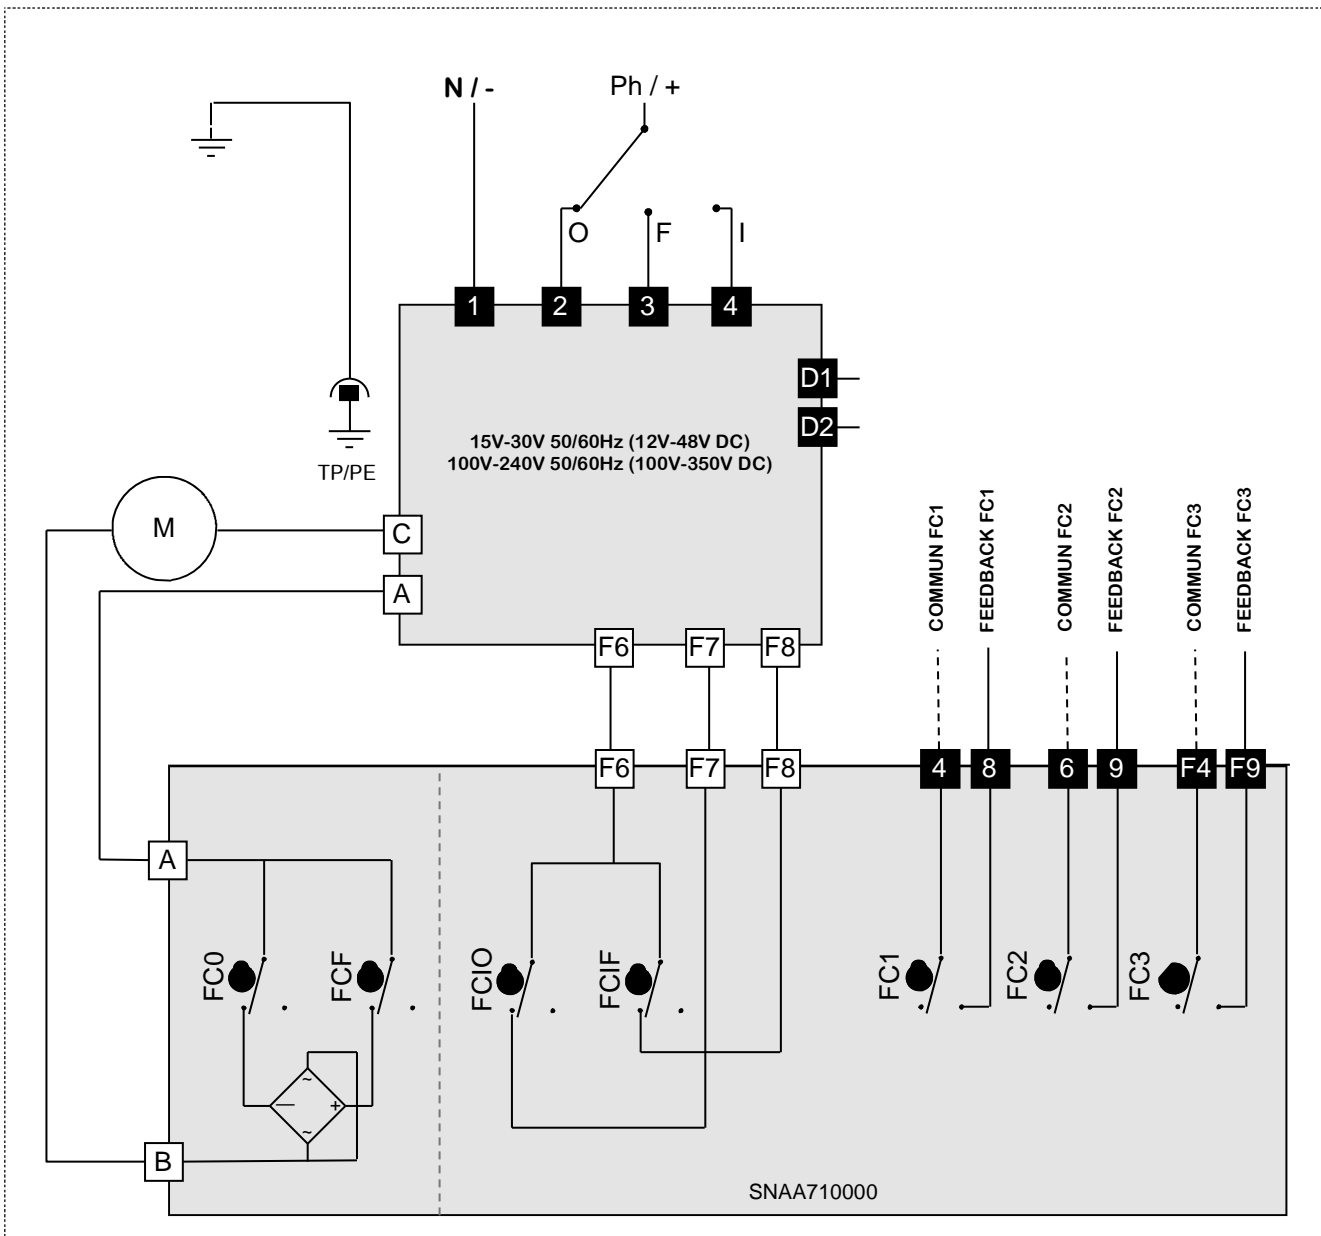 N / -
Ph / +
O
F
I
1
2
3
4
D1
D2
15V-30V 50/60Hz (12V-48V DC)
100V-240V 50/60Hz (100V-350V DC)
TP/PE
M
C
A
F6
F7
F8
COMMUN FC1
FEEDBACK FC1
COMMUN FC2
FEEDBACK FC2
COMMUN FC3
FEEDBACK FC3
F6
F7
F8
4
8
6
9
F4
F9
A
FC0
FCF
FCIO
FCIF
FC1
FC2
FC3
~
— +
~
B
SNAA710000